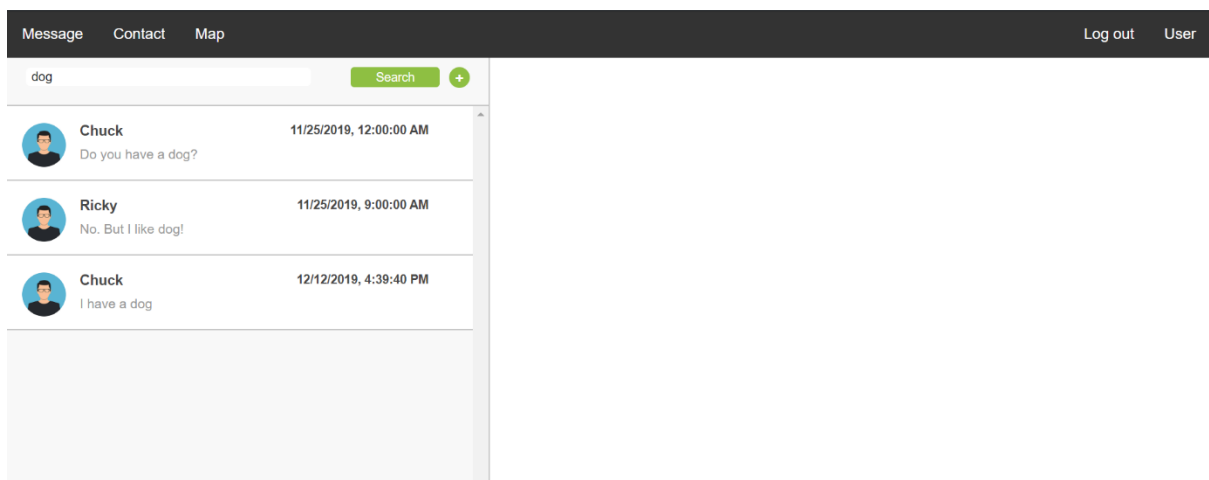 Message Contact Map Log out User
dog Search +
Chuck 11/25/2019, 12:00:00 AM
Do you have a dog?
Ricky 11/25/2019, 9:00:00 AM
No. But I like dog!
Chuck 12/12/2019, 4:39:40 PM
I have a dog